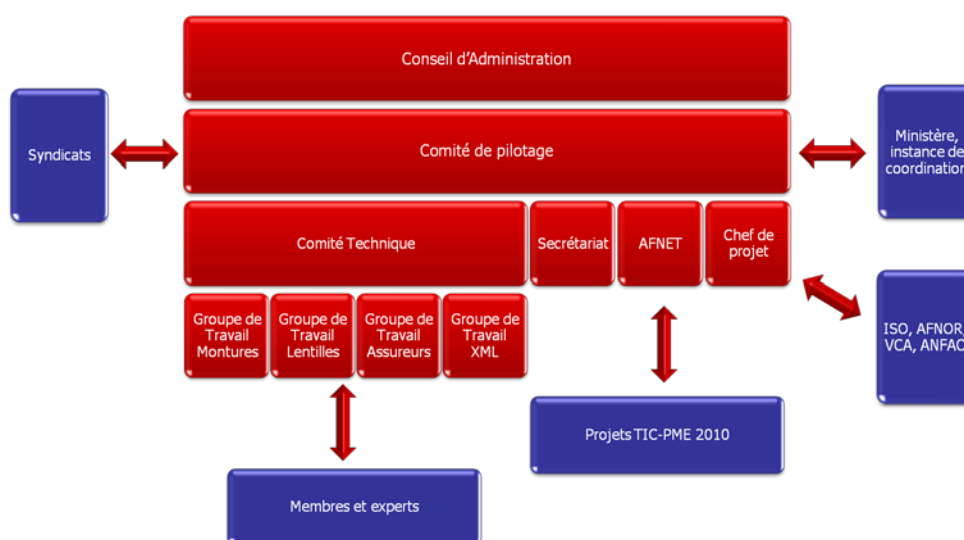 Conseil d'Administration
Syndicats
Comité de pilotage
Ministère,
instance de
coordination
Comité Technique
Secrétariat
AFNET
Chef de
projet
Groupe de
Travail
Montures
Groupe de
Travail
Lentilles
Groupe de
Travail
Assureurs
Groupe de
Travail
XML
ISO, AFNOR,
VCA, ANFAO
Projets TIC-PME 2010
Membres et experts